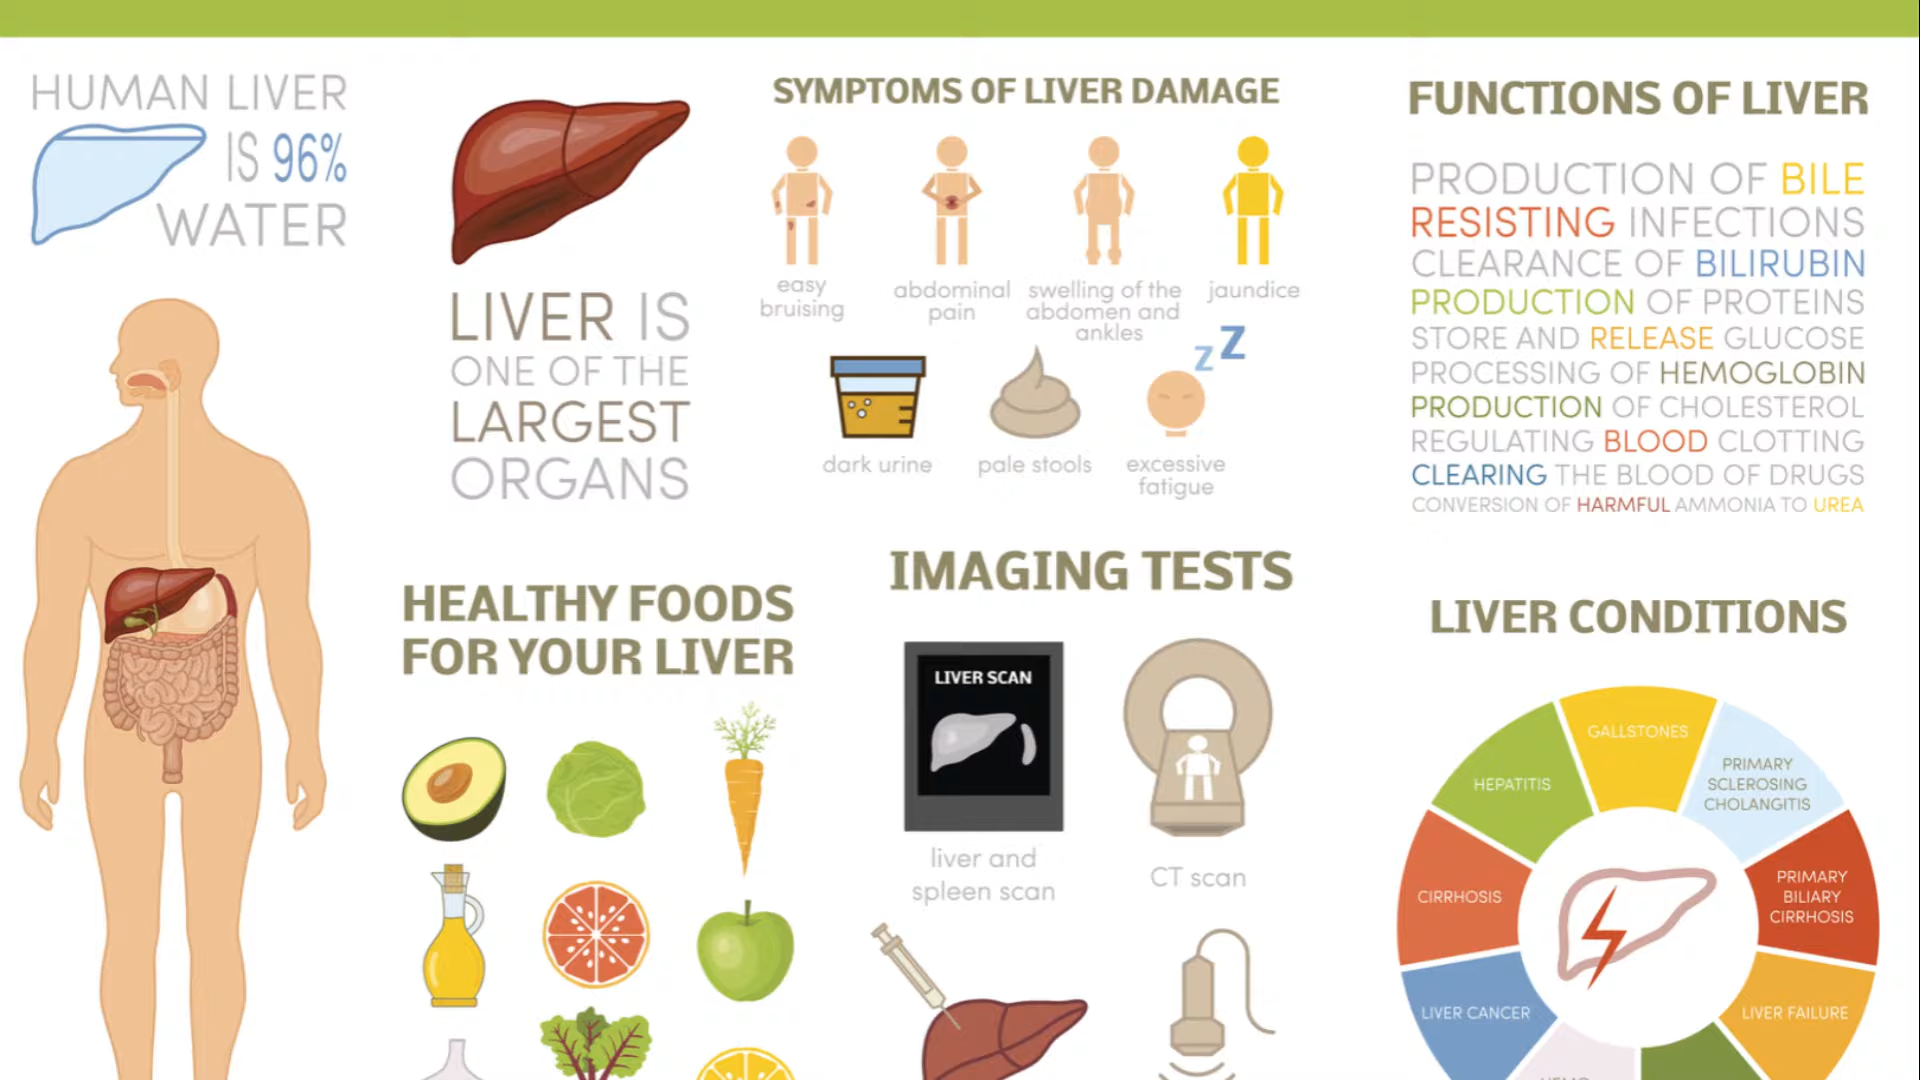 HUMAN LIVER
IS 96%
WATER
LIVER IS
ONE OF THE
LARGEST
ORGANS
SYMPTOMS OF LIVER DAMAGE
easy
bruising
abdominal
pain
swelling of the
abdomen and
ankles
jaundice
z Z
dark urine
pale stools
excessive
fatigue
FUNCTIONS OF LIVER
PRODUCTION OF BILE
RESISTING INFECTIONS
CLEARANCE OF BILIRUBIN
PRODUCTION OF PROTEINS
STORE AND RELEASE GLUCOSE
PROCESSING OF HEMOGLOBIN
PRODUCTION OF CHOLESTEROL
REGULATING BLOOD CLOTTING
CLEARING THE BLOOD OF DRUGS
CONVERSION OF HARMFUL AMMONIA TO UREA
HEALTHY FOODS
FOR YOUR LIVER
IMAGING TESTS
LIVER SCAN
liver and
spleen scan
CT scan
LIVER CONDITIONS
GALLSTONES
PRIMARY
SCLEROSING
CHOLANGITIS
PRIMARY
BILIARY
CIRRHOSIS
LIVER FAILURE
HEPATITIS
CIRRHOSIS
LIVER CANCER